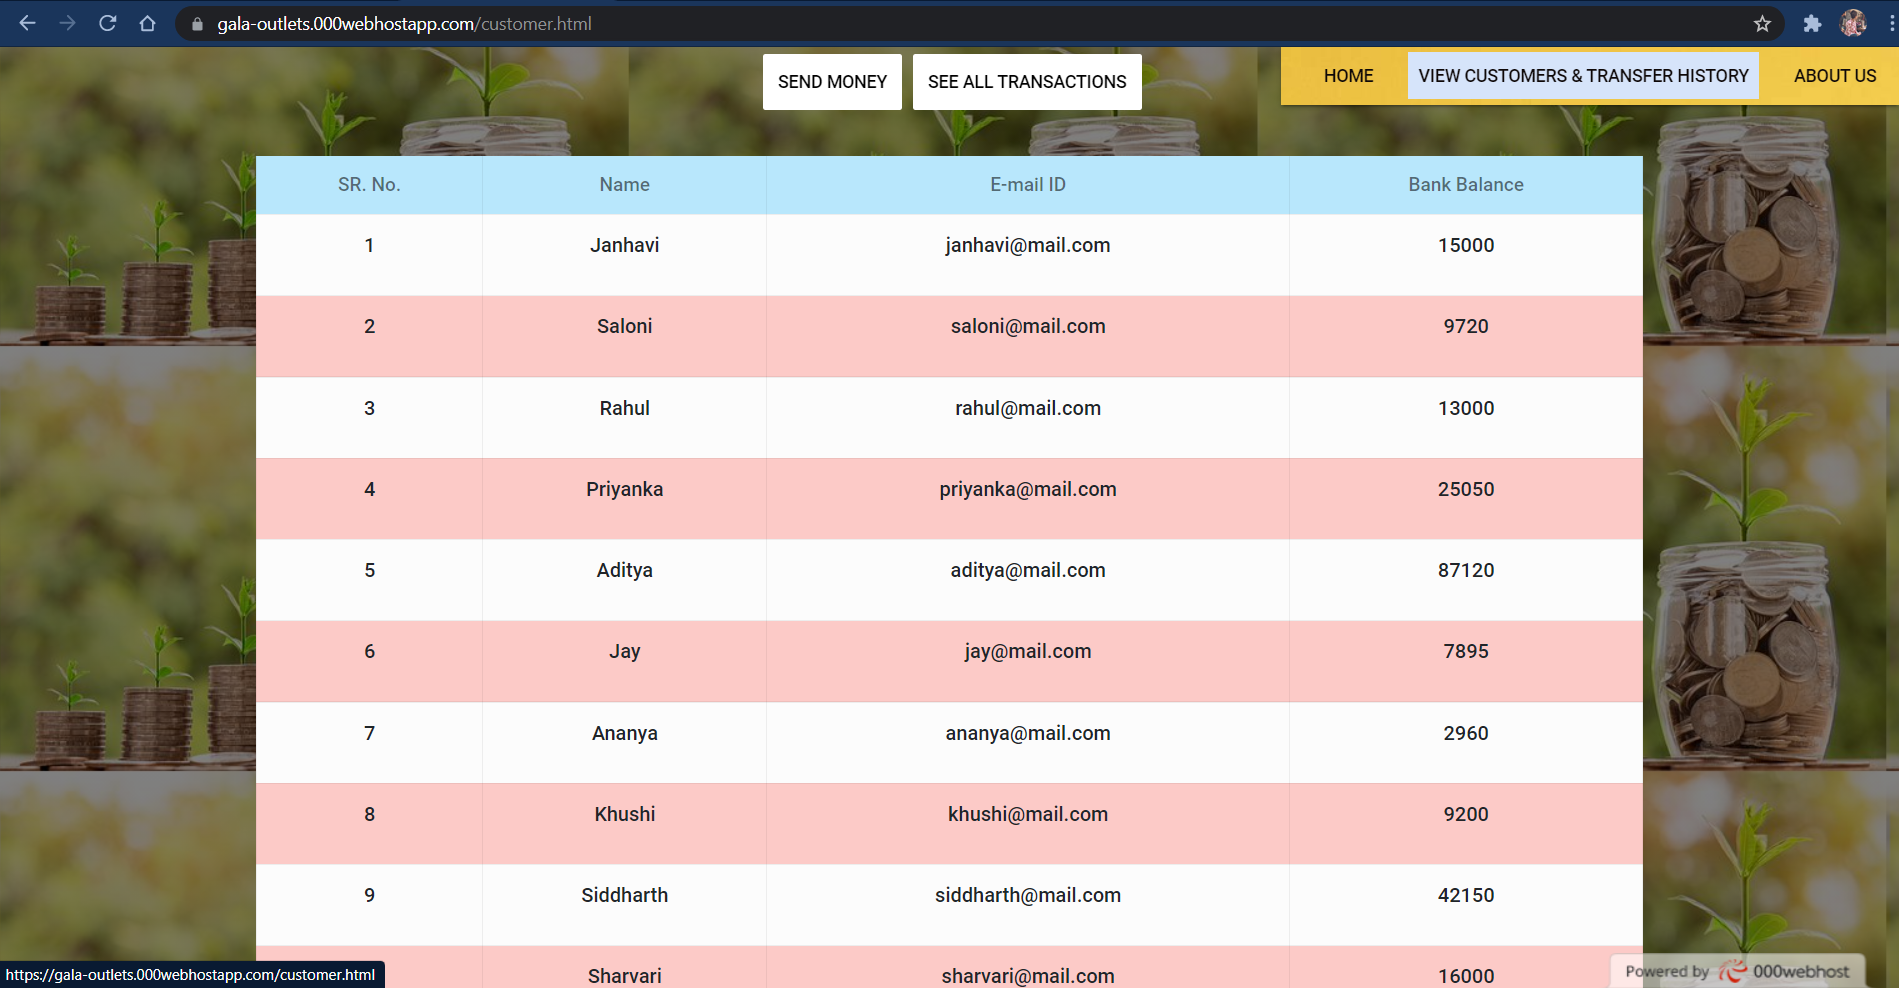 gala-outlets.000webhostapp.com/customer.html
SEND MONEY SEE ALL TRANSACTIONS HOME VIEW CUSTOMERS & TRANSFER HISTORY ABOUT US
SR. No. Name E-mail ID Bank Balance
1 Janhavi janhavi@mail.com 15000
2 Saloni saloni@mail.com 9720
3 Rahul rahul@mail.com 13000
4 Priyanka priyanka@mail.com 25050
5 Aditya aditya@mail.com 87120
6 Jay jay@mail.com 7895
7 Ananya ananya@mail.com 2960
8 Khushi khushi@mail.com 9200
9 Siddharth siddharth@mail.com 42150
Sharvari sharvari@mail.com 16000
https://gala-outlets.000webhostapp.com/customer.html
Powered by 000webhost